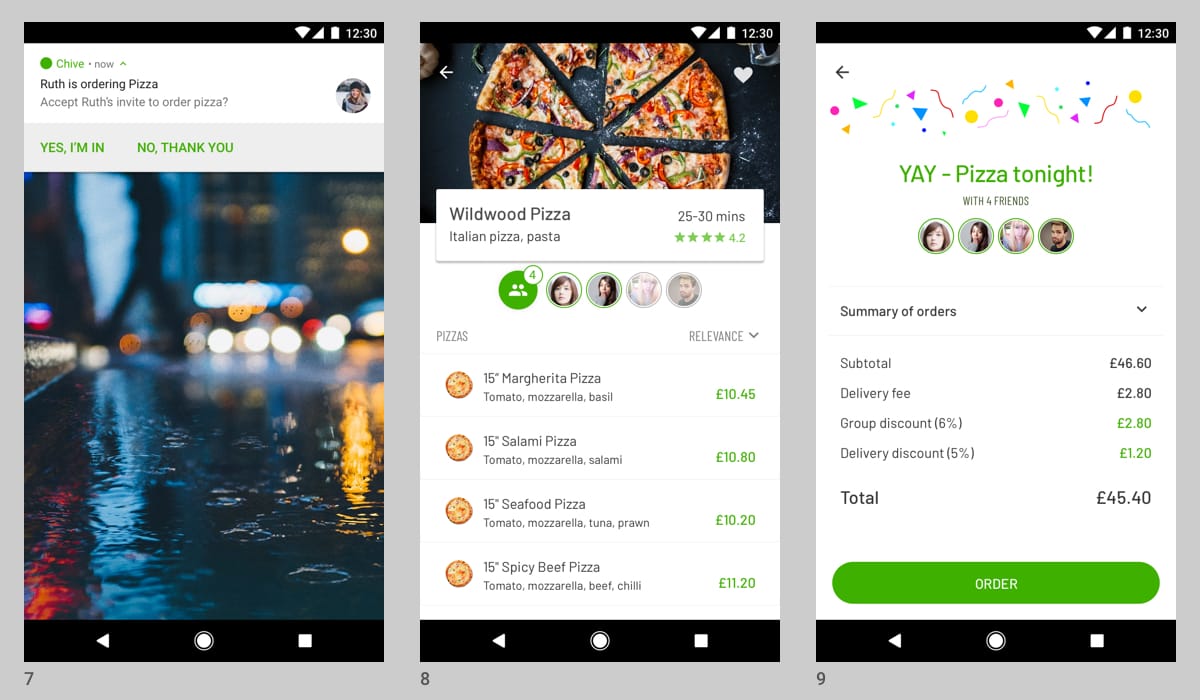 12:30
Chive • now
Ruth is ordering Pizza
Accept Ruth's invite to order pizza?
YES, I'M IN NO, THANK YOU
7
12:30
Wildwood Pizza 25-30 mins
Italian pizza, pasta 4.2
4
PIZZAS RELEVANCE
15" Margherita Pizza
Tomato, mozzarella, basil £10.45
15" Salami Pizza
Tomato, mozzarella, salami £10.80
15" Seafood Pizza
Tomato, mozzarella, tuna, prawn £10.20
15" Spicy Beef Pizza
Tomato, mozzarella, beef, chilli £11.20
8
12:30
YAY - Pizza tonight!
WITH 4 FRIENDS
Summary of orders
Subtotal £46.60
Delivery fee £2.80
Group discount (6%) £2.80
Delivery discount (5%) £1.20
Total £45.40
ORDER
9